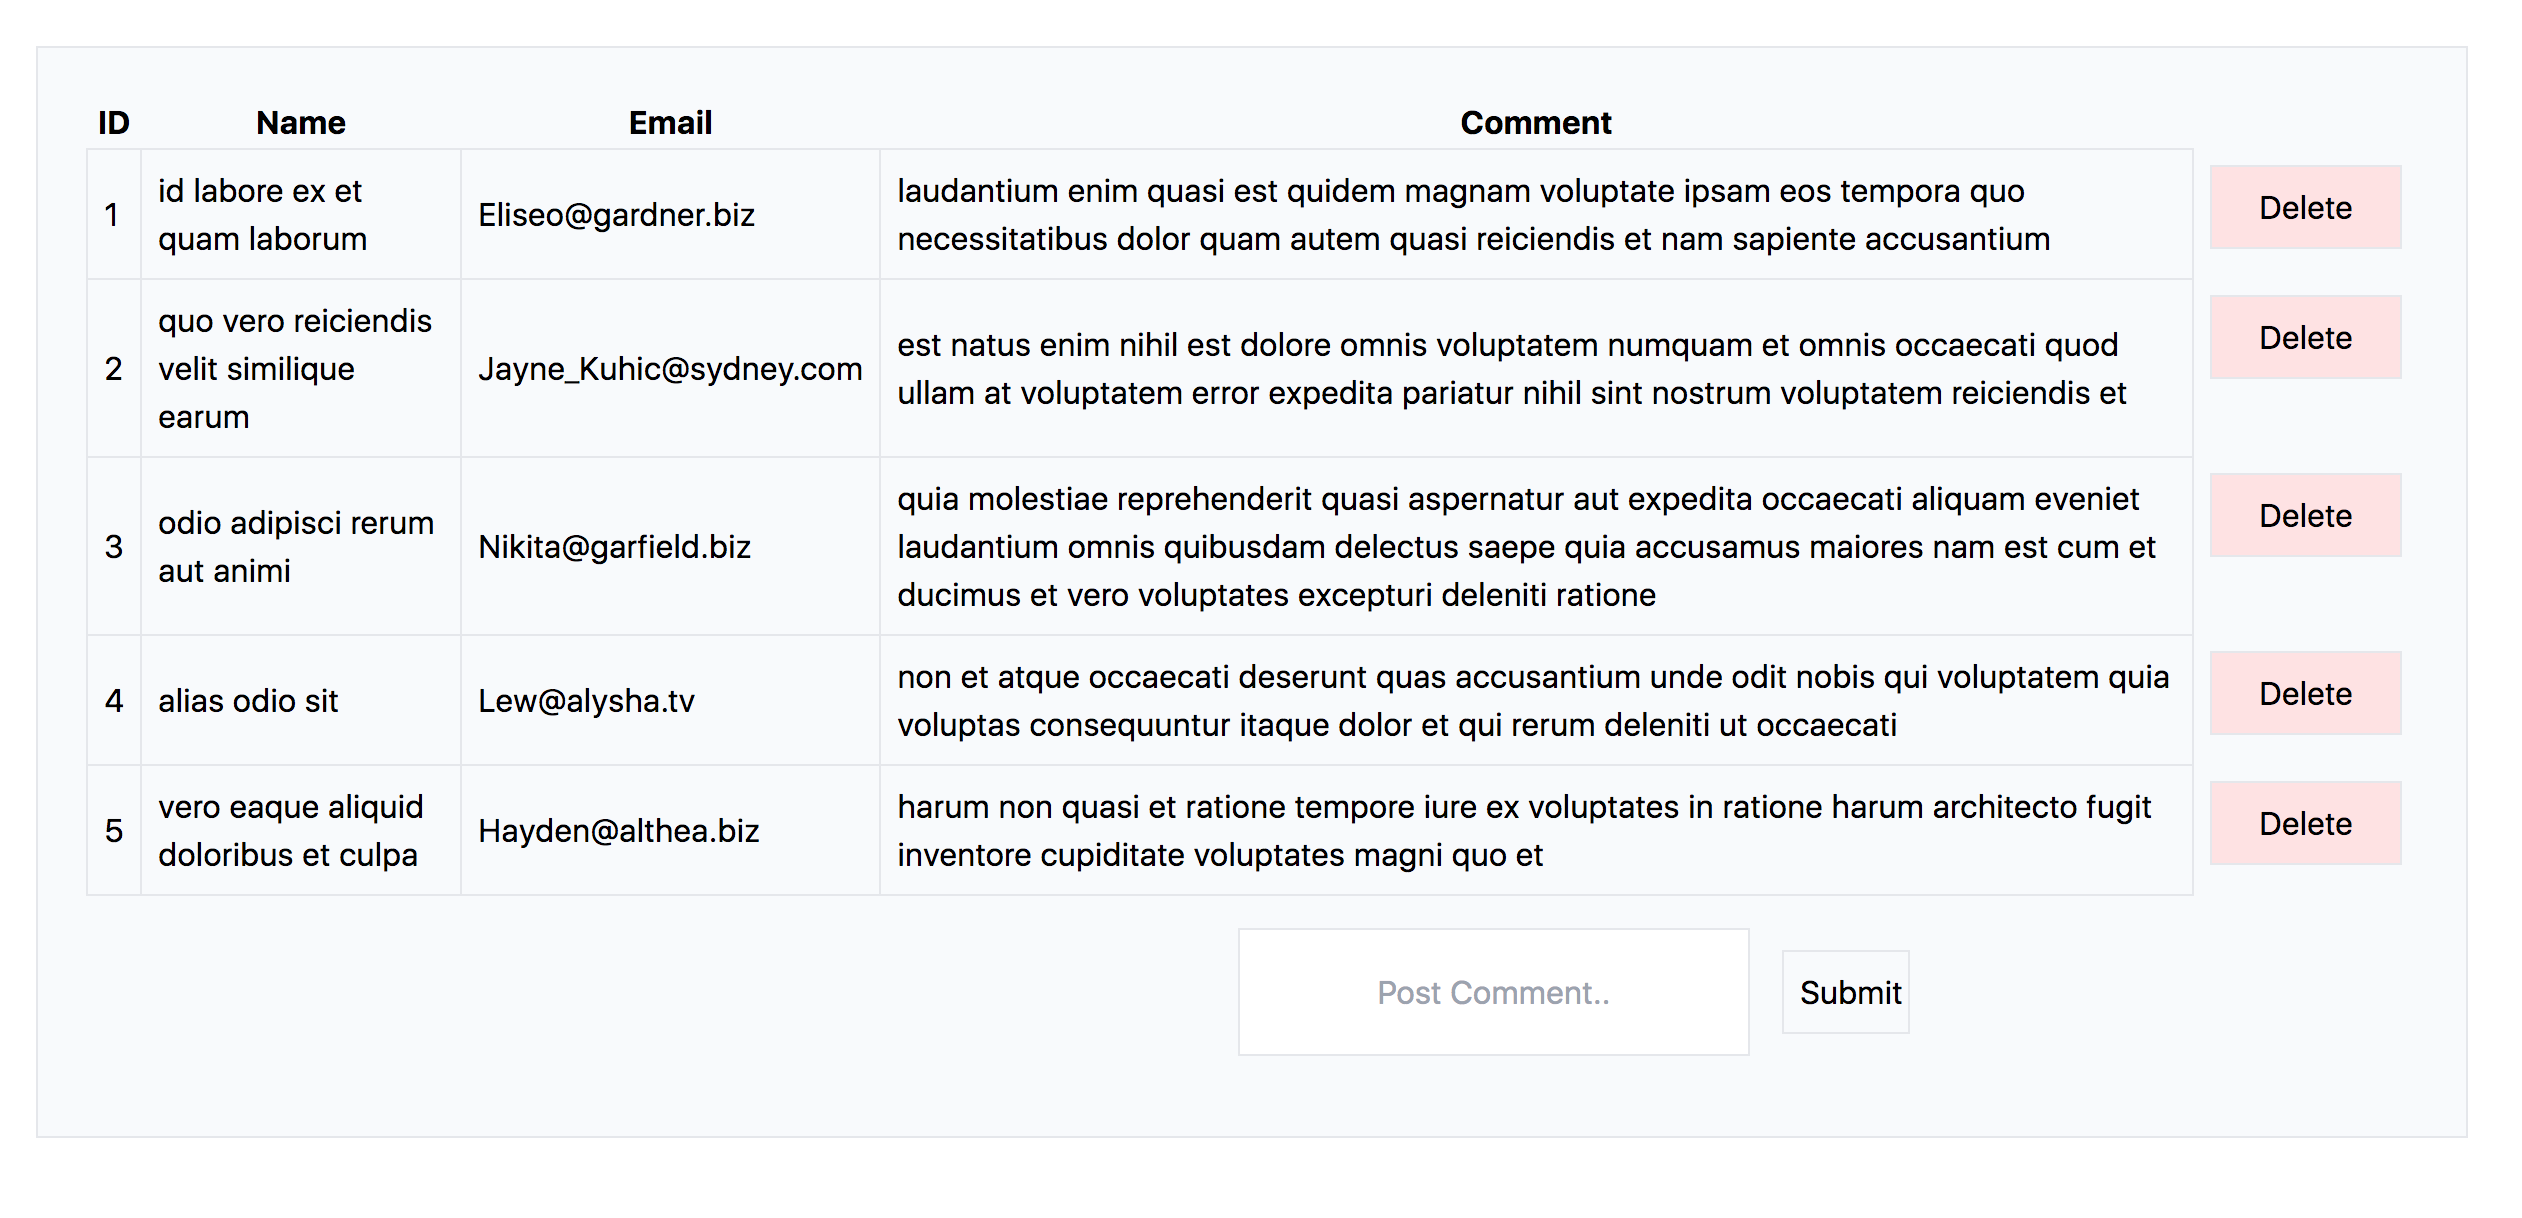 ID Name Email Comment
id labore ex et
quam laborum
1
Eliseo@gardner.biz
laudantium enim quasi est quidem magnam voluptate ipsam eos tempora quo
necessitatibus dolor quam autem quasi reiciendis et nam sapiente accusantium
Delete
2
quo vero reiciendis
velit similique
earum
Jayne_Kuhic@sydney.com
est natus enim nihil est dolore omnis voluptatem numquam et omnis occaecati quod
ullam at voluptatem error expedita pariatur nihil sint nostrum voluptatem reiciendis et
Delete
3
odio adipisci rerum
aut animi
Nikita@garfield.biz
quia molestiae reprehenderit quasi aspernatur aut expedita occaecati aliquam eveniet
laudantium omnis quibusdam delectus saepe quia accusamus maiores nam est cum et
ducimus et vero voluptates excepturi deleniti ratione
Delete
4
alias odio sit
Lew@alysha.tv
non et atque occaecati deserunt quas accusantium unde odit nobis qui voluptatem quia
voluptas consequuntur itaque dolor et qui rerum deleniti ut occaecati
Delete
5
vero eaque aliquid
doloribus et culpa
Hayden@althea.biz
harum non quasi et ratione tempore iure ex voluptates in ratione harum architecto fugit
inventore cupiditate voluptates magni quo et
Delete
Post Comment..
Submit